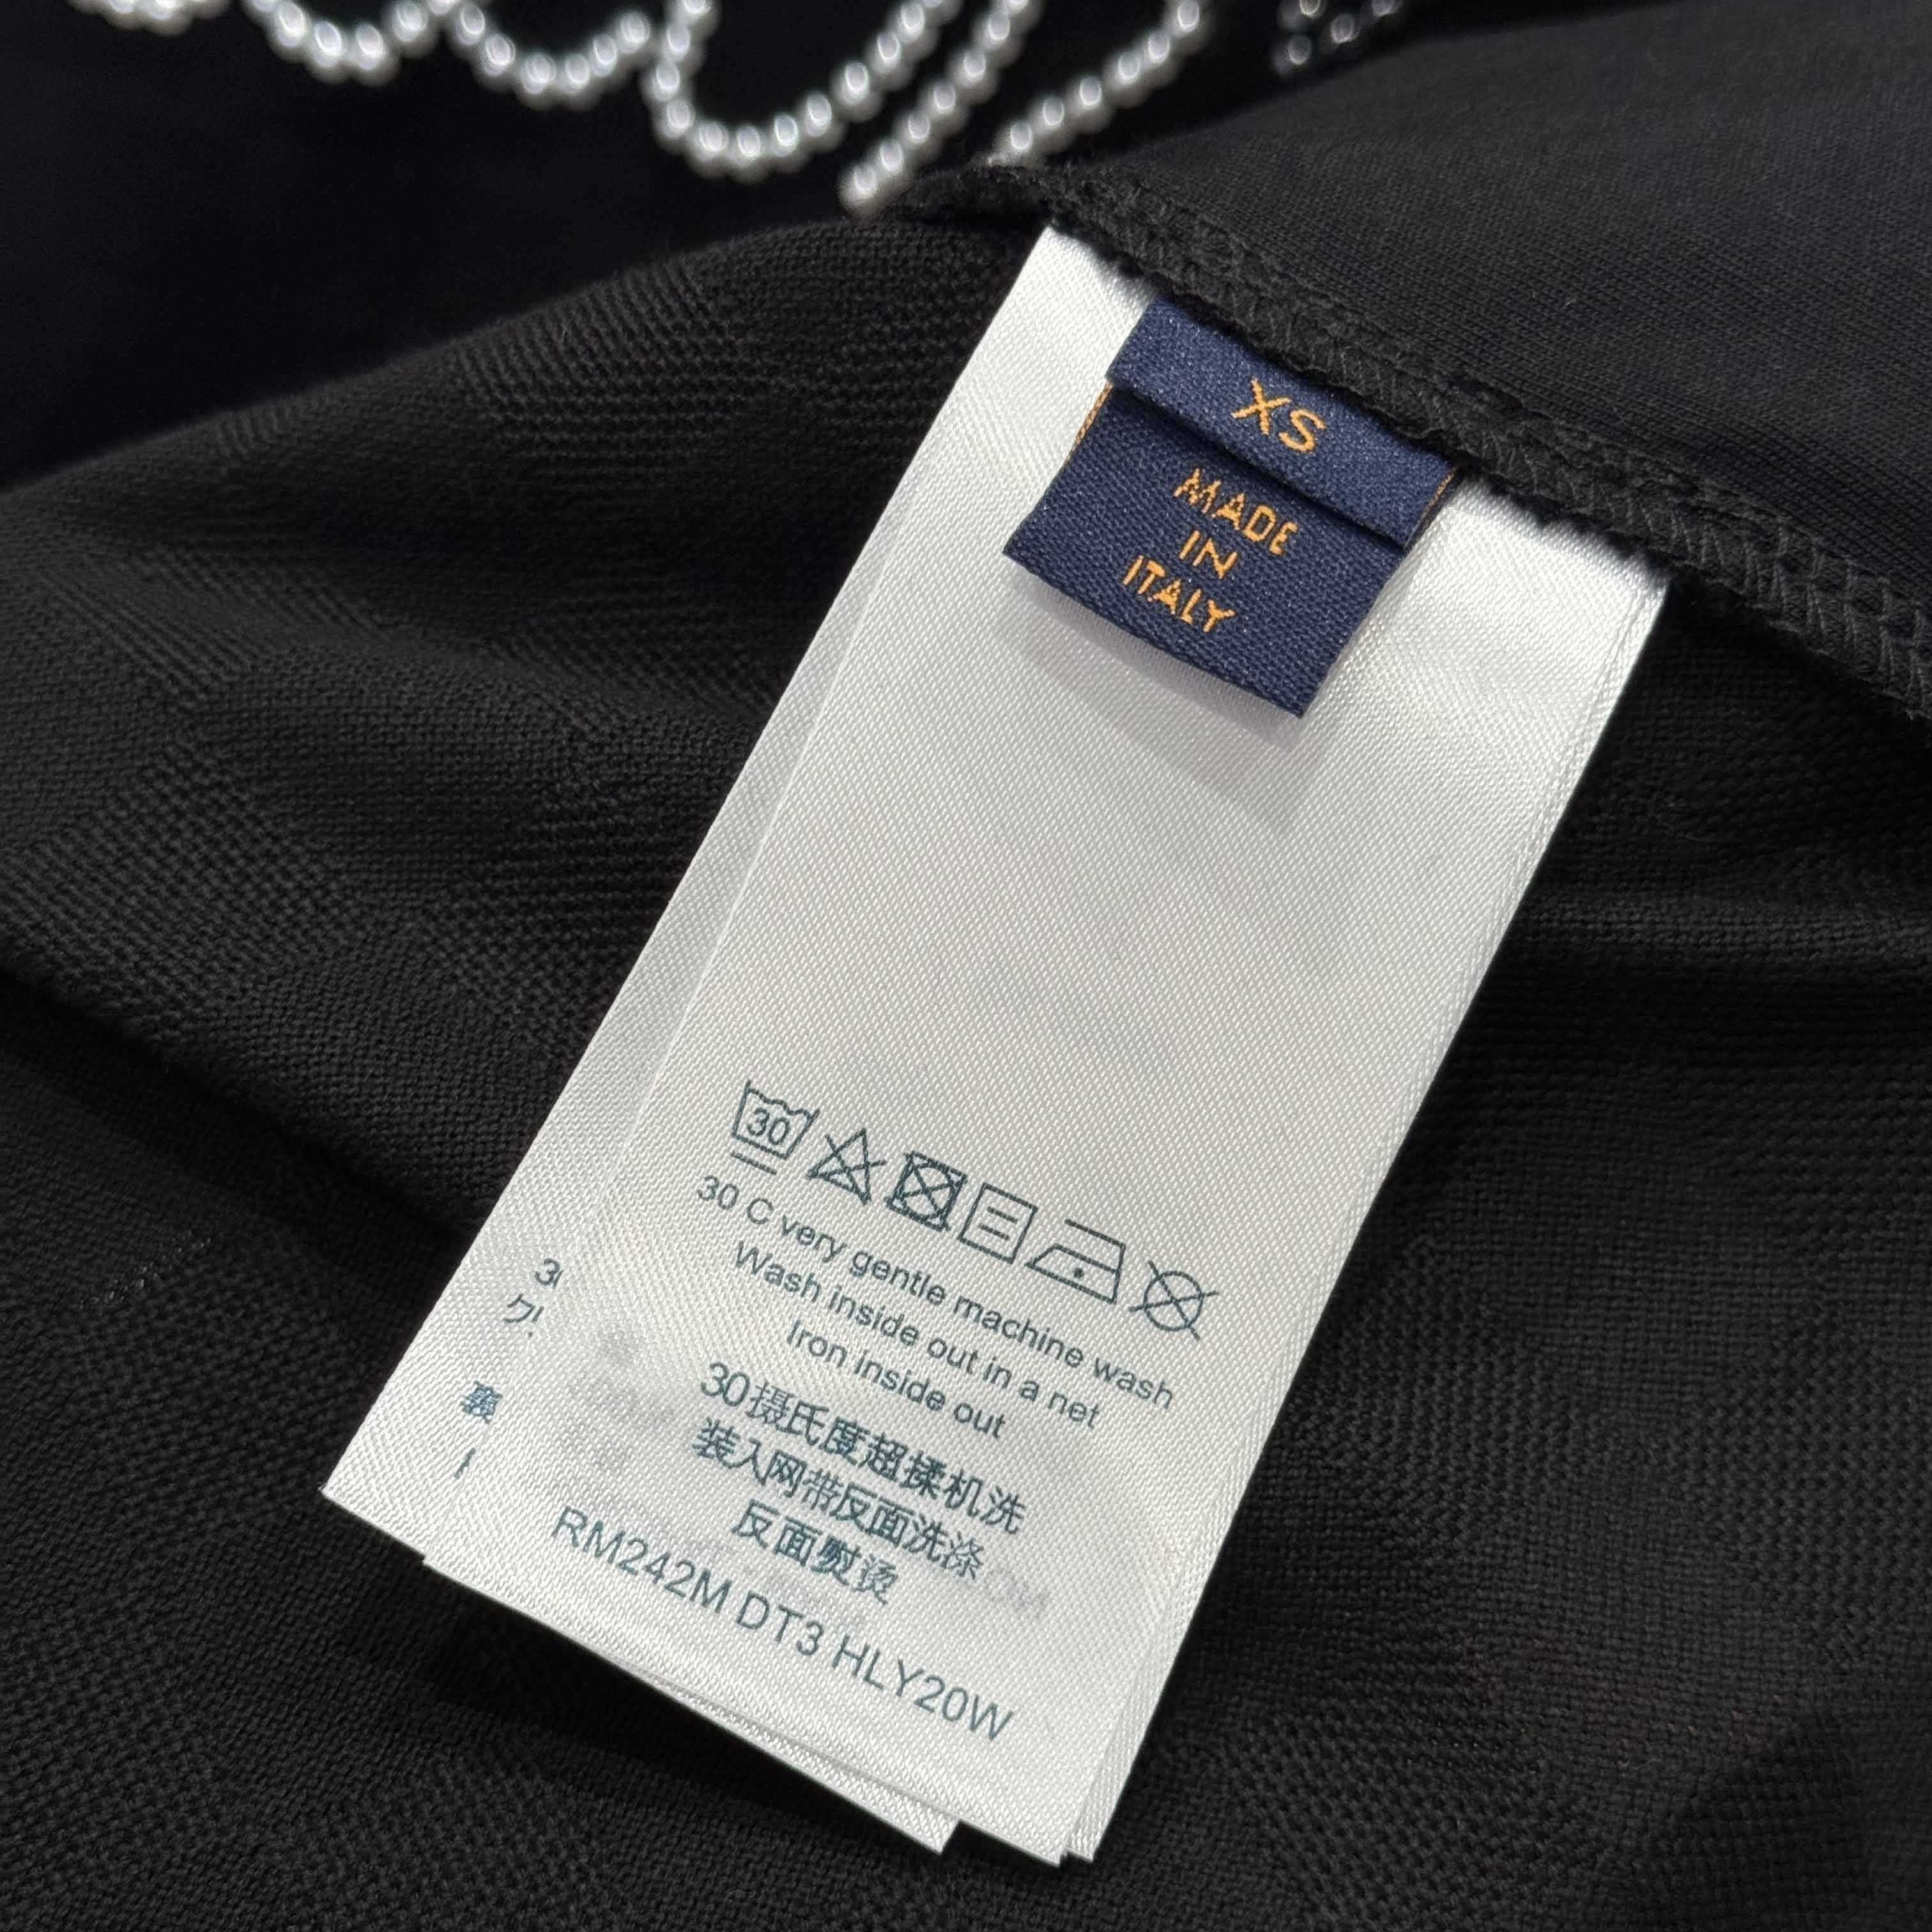 XS
MADE
IN
ITALY
30
30 C very gentle machine wash
Wash inside out in a net
Iron inside out
30摄氏度超揉机洗
装入网带反面洗涤
反面熨烫
RM242M DT3 HLY20W